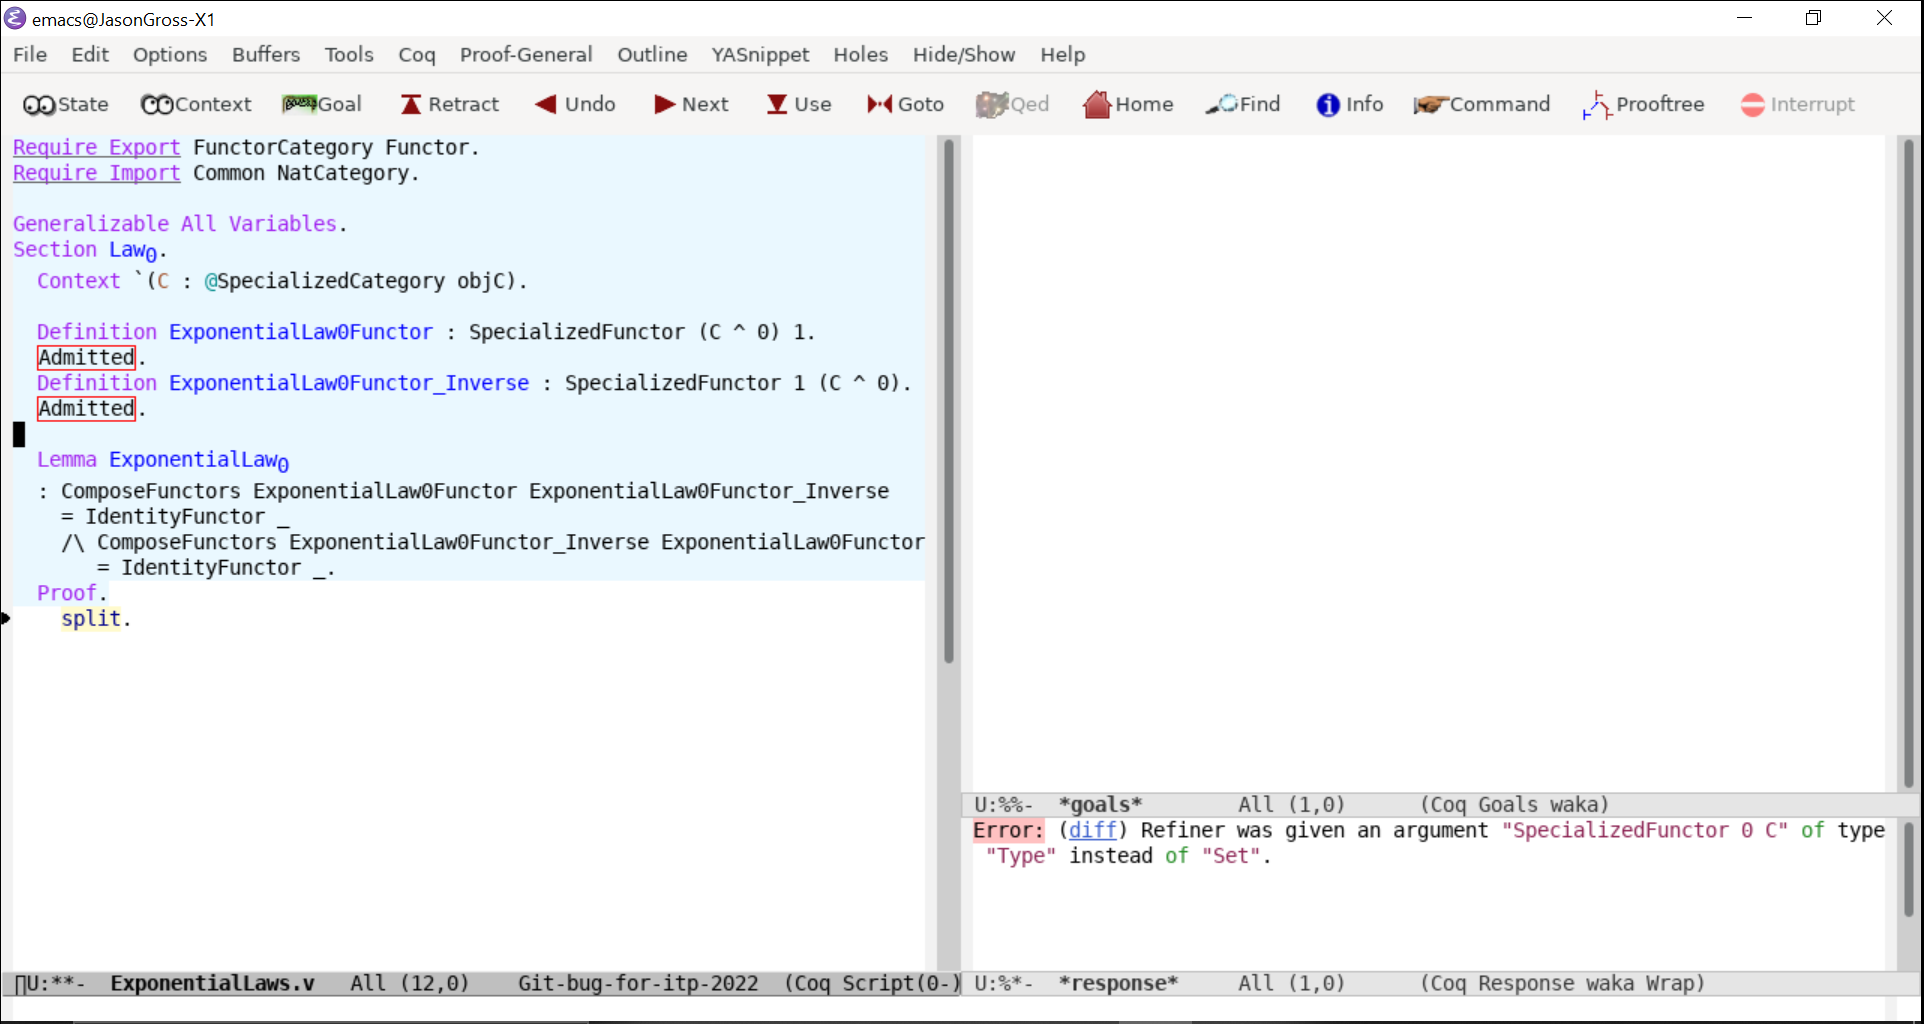 emacs@JasonGross-X1
File Edit Options Buffers Tools Coq Proof-General Outline YASnippet Holes Hide/Show Help
State Context Goal Retract Undo Next Use Goto Qed Home Find Info Command Prooftree Interrupt
Require Export FunctorCategory Functor.
Require Import Common NatCategory.
Generalizable All Variables.
Section Law₀.
Context `(C : @SpecializedCategory objC).
Definition ExponentialLaw0Functor : SpecializedFunctor (C ^ 0) 1.
Admitted.
Definition ExponentialLaw0Functor_Inverse : SpecializedFunctor 1 (C ^ 0).
Admitted.
Lemma ExponentialLaw₀
: ComposeFunctors ExponentialLaw0Functor ExponentialLaw0Functor_Inverse
= IdentityFunctor _
/\ ComposeFunctors ExponentialLaw0Functor_Inverse ExponentialLaw0Functor
= IdentityFunctor _.
Proof.
split.
U:**- ExponentialLaws.v All (12,0) Git-bug-for-itp-2022 (Coq Script(0-)
U:%%- *goals* All (1,0) (Coq Goals waka)
Error: (diff) Refiner was given an argument "SpecializedFunctor 0 C" of type
"Type" instead of "Set".
U:%*- *response* All (1,0) (Coq Response waka Wrap)